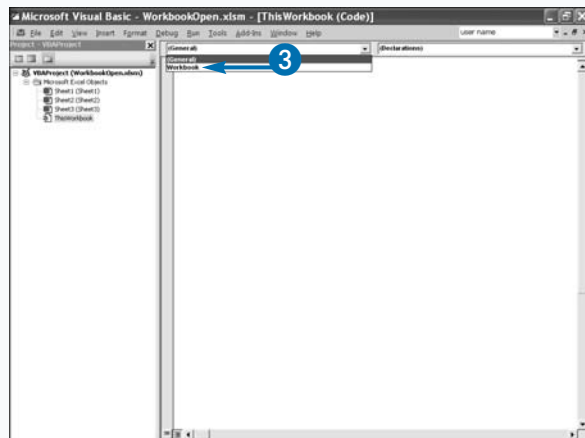 Microsoft Visual Basic - WorkbookOpen.xlsm - [ThisWorkbook (Code)]
File Edit View Insert Format Debug Run Tools Add-Ins Window Help user name
Project - VBAProject
(General) (Declarations)
(General)
Workbook
3
VBAProject (WorkbookOpen.xlsm)
Microsoft Excel Objects
Sheet1 (Sheet1)
Sheet2 (Sheet2)
Sheet3 (Sheet3)
ThisWorkbook